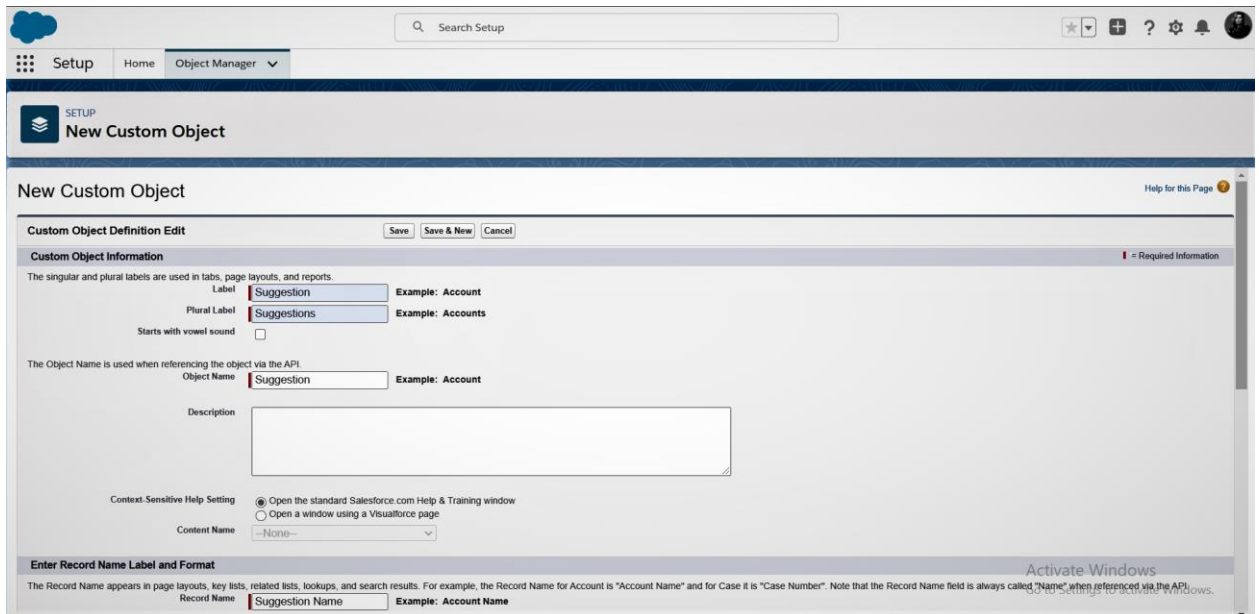 Search Setup
Setup Home Object Manager
SETUP
New Custom Object
New Custom Object
Help for this Page
Custom Object Definition Edit Save Save & New Cancel
Custom Object Information = Required Information
The singular and plural labels are used in tabs, page layouts, and reports.
Label Suggestion Example: Account
Plural Label Suggestions Example: Accounts
Starts with vowel sound
The Object Name is used when referencing the object via the API.
Object Name Suggestion Example: Account
Description
Context-Sensitive Help Setting Open the standard Salesforce.com Help & Training window
Open a window using a Visualforce page
Content Name --None--
Enter Record Name Label and Format
Activate Windows
The Record Name appears in page layouts, key lists, related lists, lookups, and search results. For example, the Record Name for Account is "Account Name" and for Case it is "Case Number". Note that the Record Name field is always called "Name" when referenced via the API.
Go to Settings to activate Windows.
Record Name Suggestion Name Example: Account Name